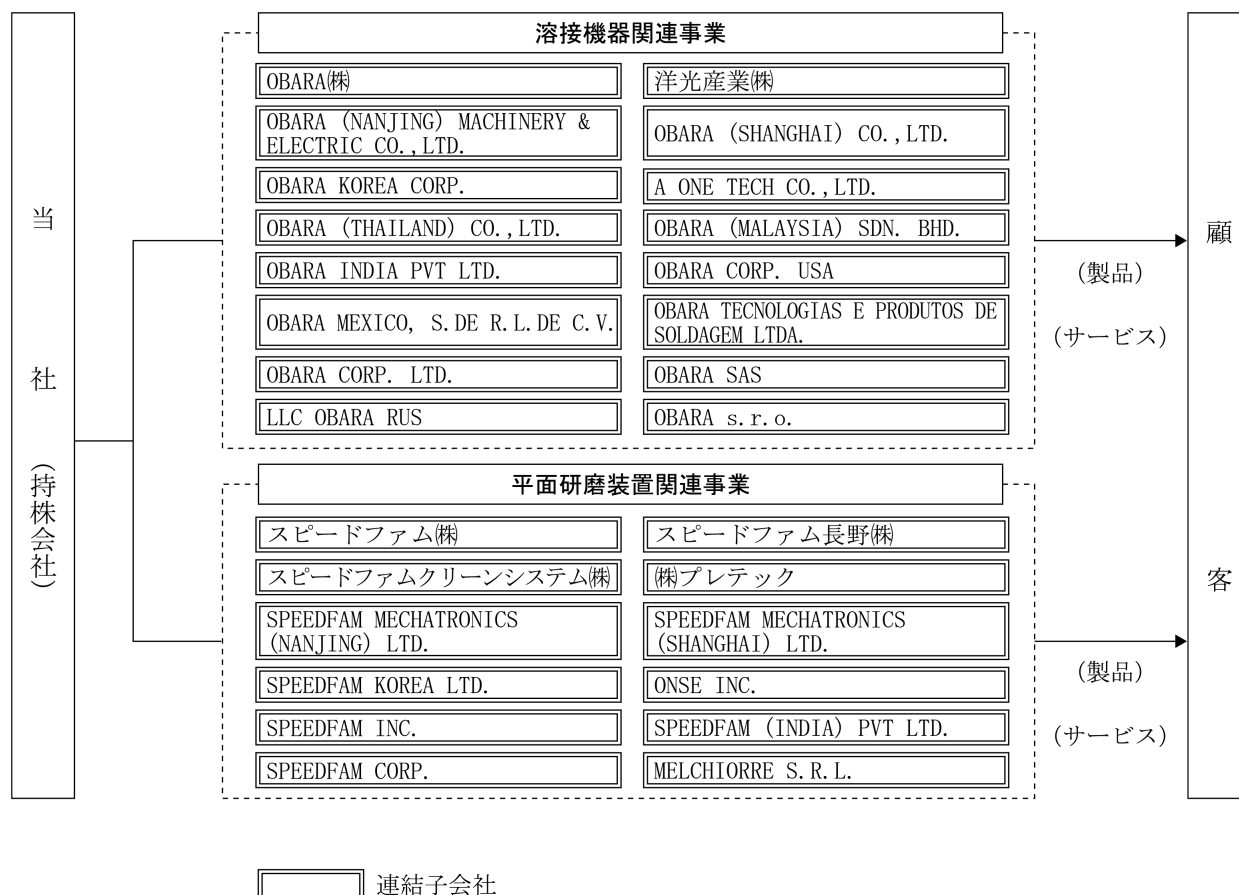 当社(持株会社)
溶接機器関連事業
OBARA㈱
洋光産業㈱
OBARA (NANJING) MACHINERY &
ELECTRIC CO.,LTD.
OBARA (SHANGHAI) CO.,LTD.
OBARA KOREA CORP.
A ONE TECH CO.,LTD.
OBARA (THAILAND) CO.,LTD.
OBARA (MALAYSIA) SDN. BHD.
OBARA INDIA PVT LTD.
OBARA CORP. USA
OBARA MEXICO, S.DE R.L.DE C.V.
OBARA TECNOLOGIAS E PRODUTOS DE
SOLDAGEM LTDA.
OBARA CORP. LTD.
OBARA SAS
LLC OBARA RUS
OBARA s.r.o.
(製品)
(サービス)
平面研磨装置関連事業
スピードファム㈱
スピードファム長野㈱
スピードファムクリーンシステム㈱
㈱プレテック
SPEEDFAM MECHATRONICS
(NANJING) LTD.
SPEEDFAM MECHATRONICS
(SHANGHAI) LTD.
SPEEDFAM KOREA LTD.
ONSE INC.
SPEEDFAM INC.
SPEEDFAM (INDIA) PVT LTD.
SPEEDFAM CORP.
MELCHIORRE S.R.L.
(製品)
(サービス)
顧客
連結子会社